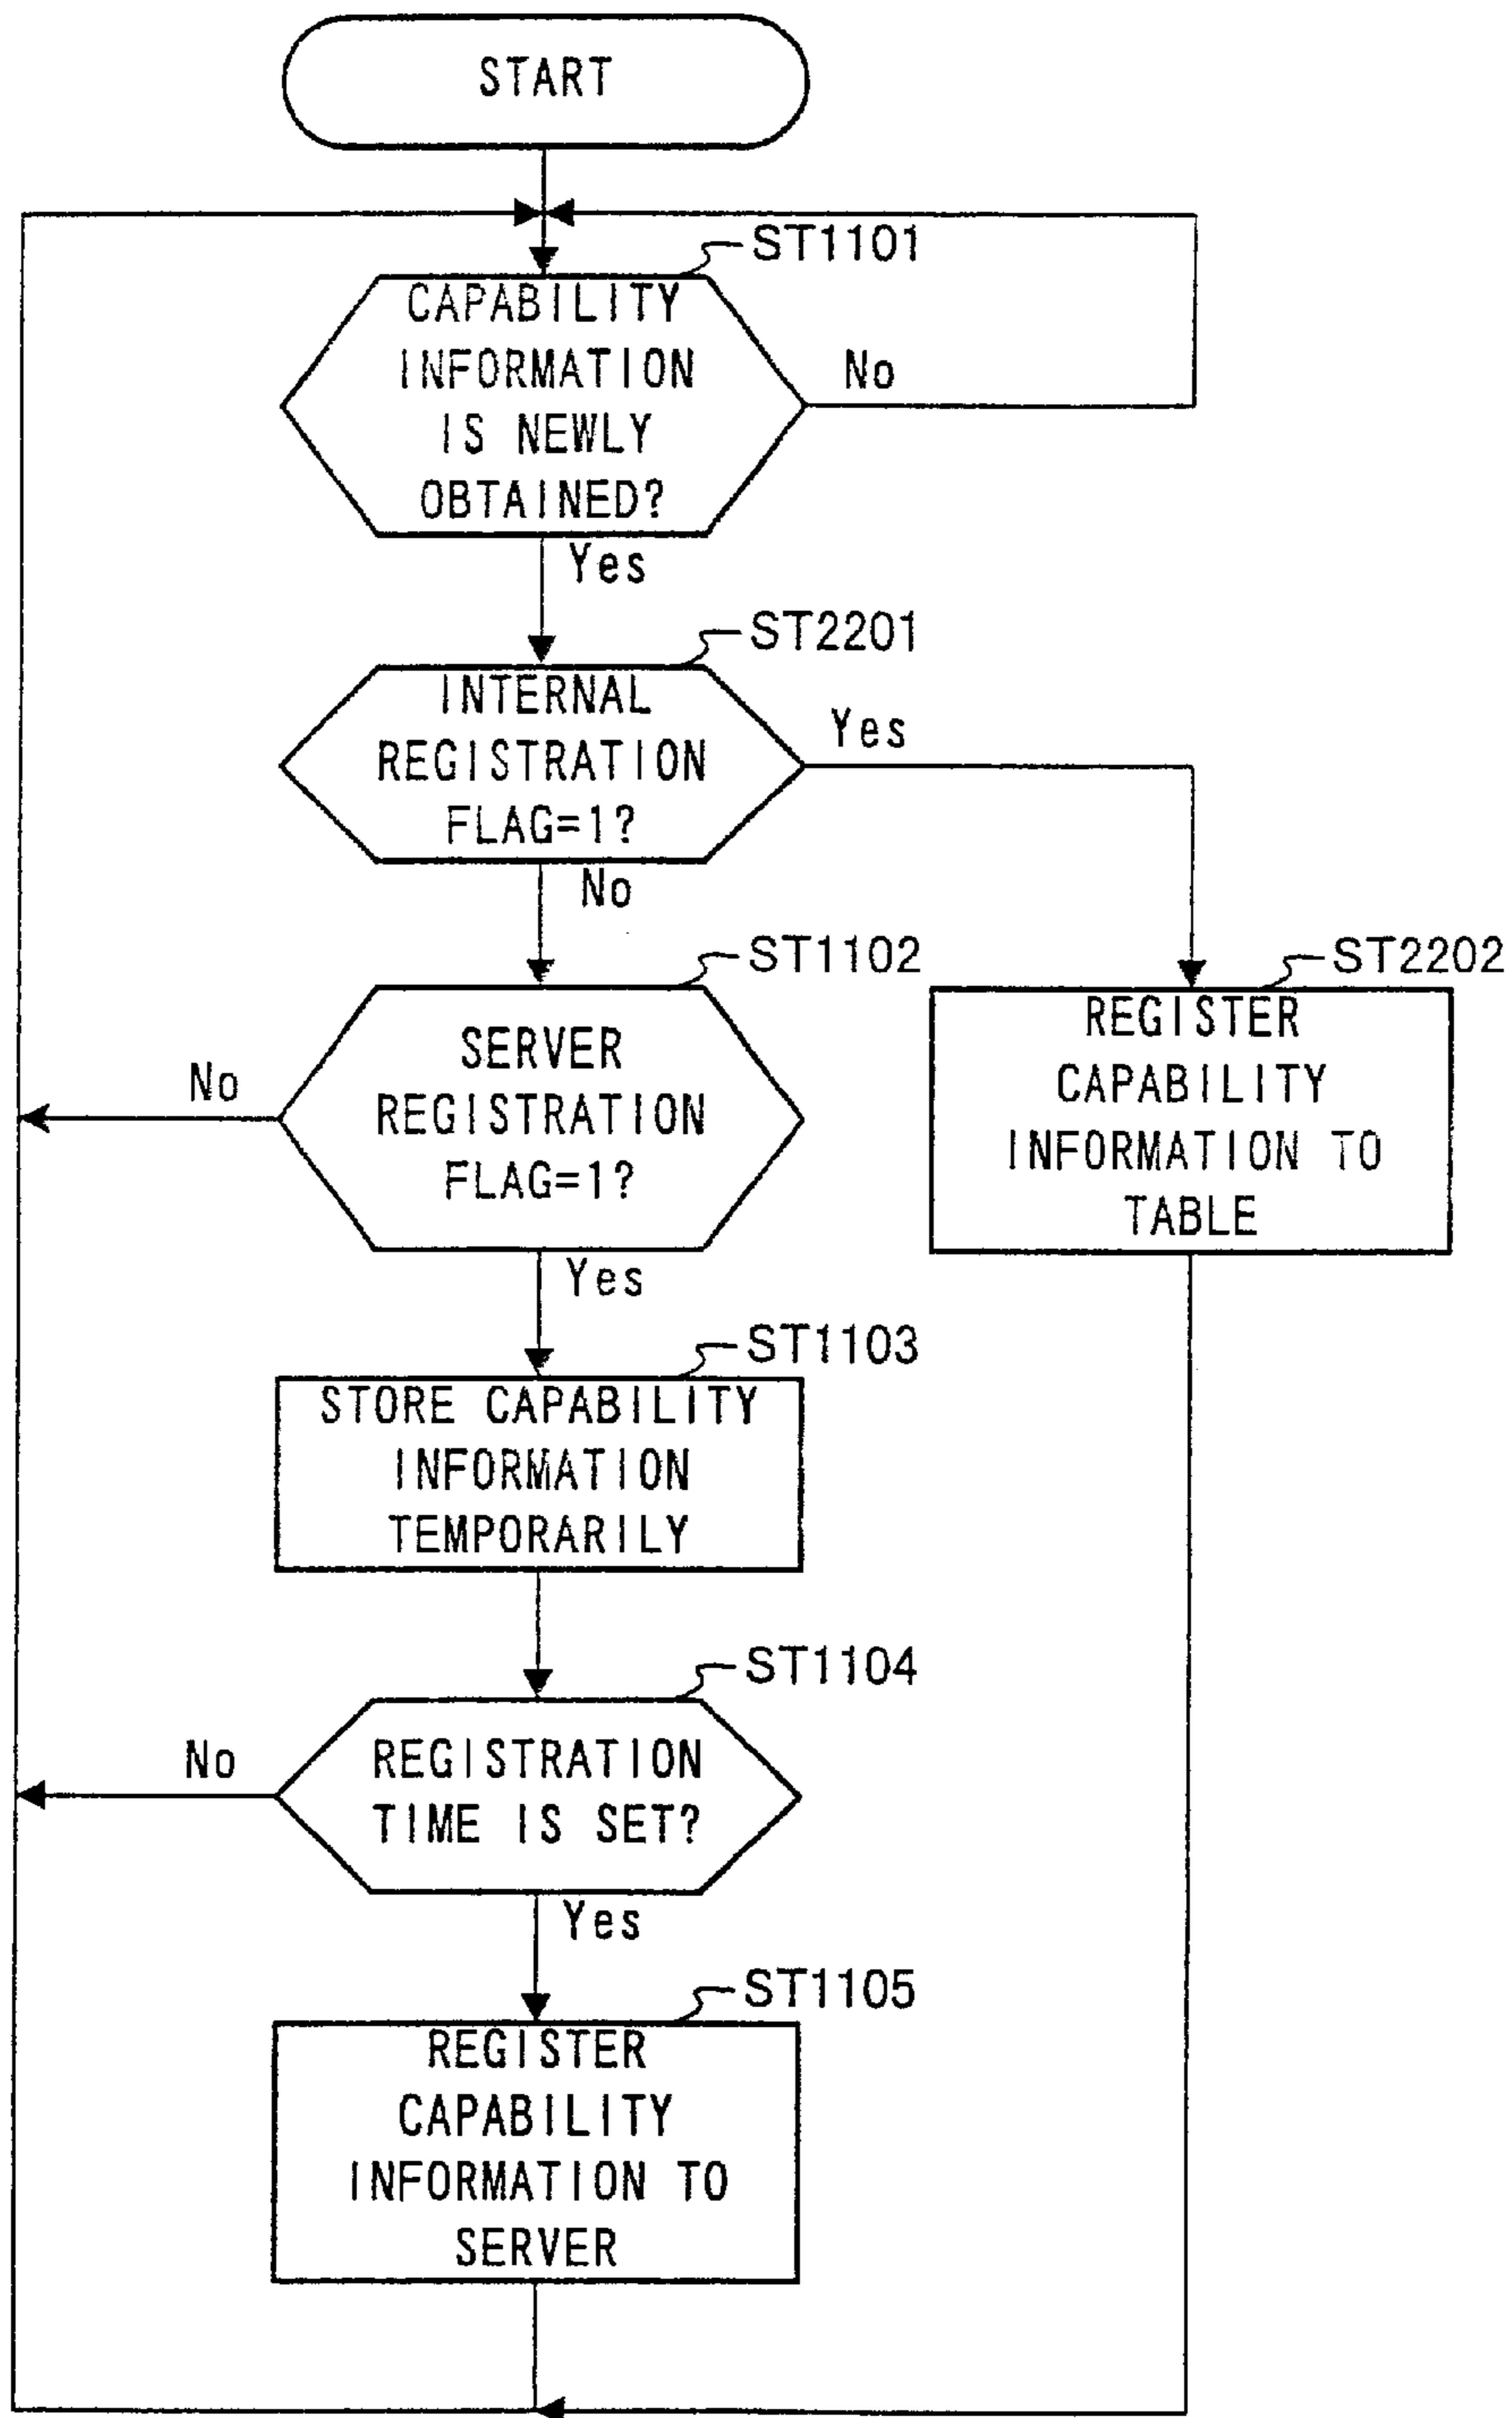 START
ST1101
CAPABILITY
INFORMATION
IS NEWLY
OBTAINED?
No
Yes
ST2201
INTERNAL
REGISTRATION
FLAG=1?
Yes
No
ST1102
SERVER
REGISTRATION
FLAG=1?
No
Yes
ST2202
REGISTER
CAPABILITY
INFORMATION TO
TABLE
ST1103
STORE CAPABILITY
INFORMATION
TEMPORARILY
ST1104
REGISTRATION
TIME IS SET?
No
Yes
ST1105
REGISTER
CAPABILITY
INFORMATION TO
SERVER